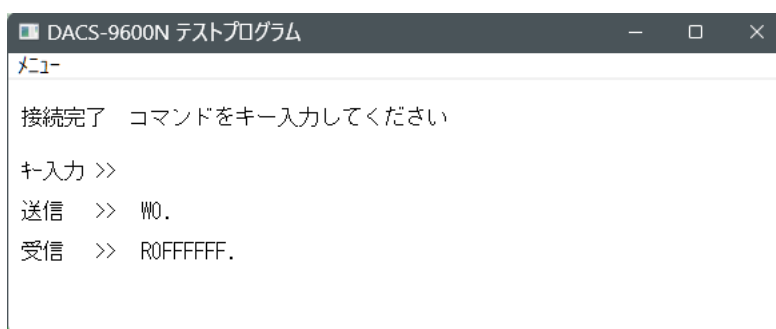 DACS-9600N テストプログラム
ﾒﾆｭｰ
接続完了　コマンドをキー入力してください
ｷｰ入力 >>
送信　>>　W0.
受信　>>　R0FFFFFF.